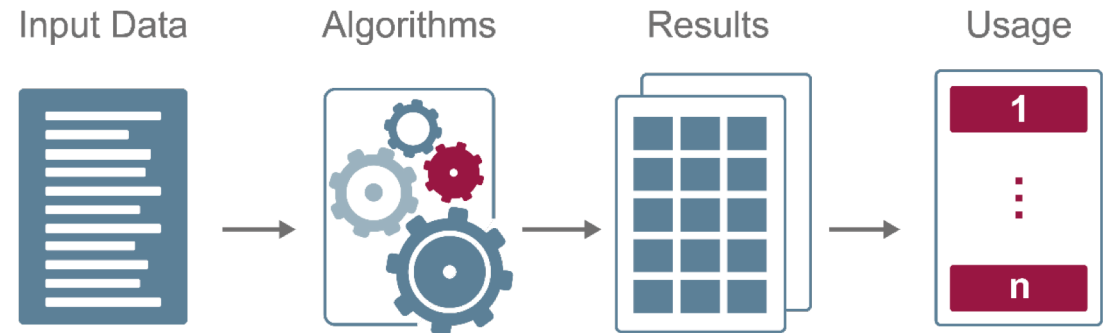 Input Data
Algorithms
Results
Usage
1
⋮
n